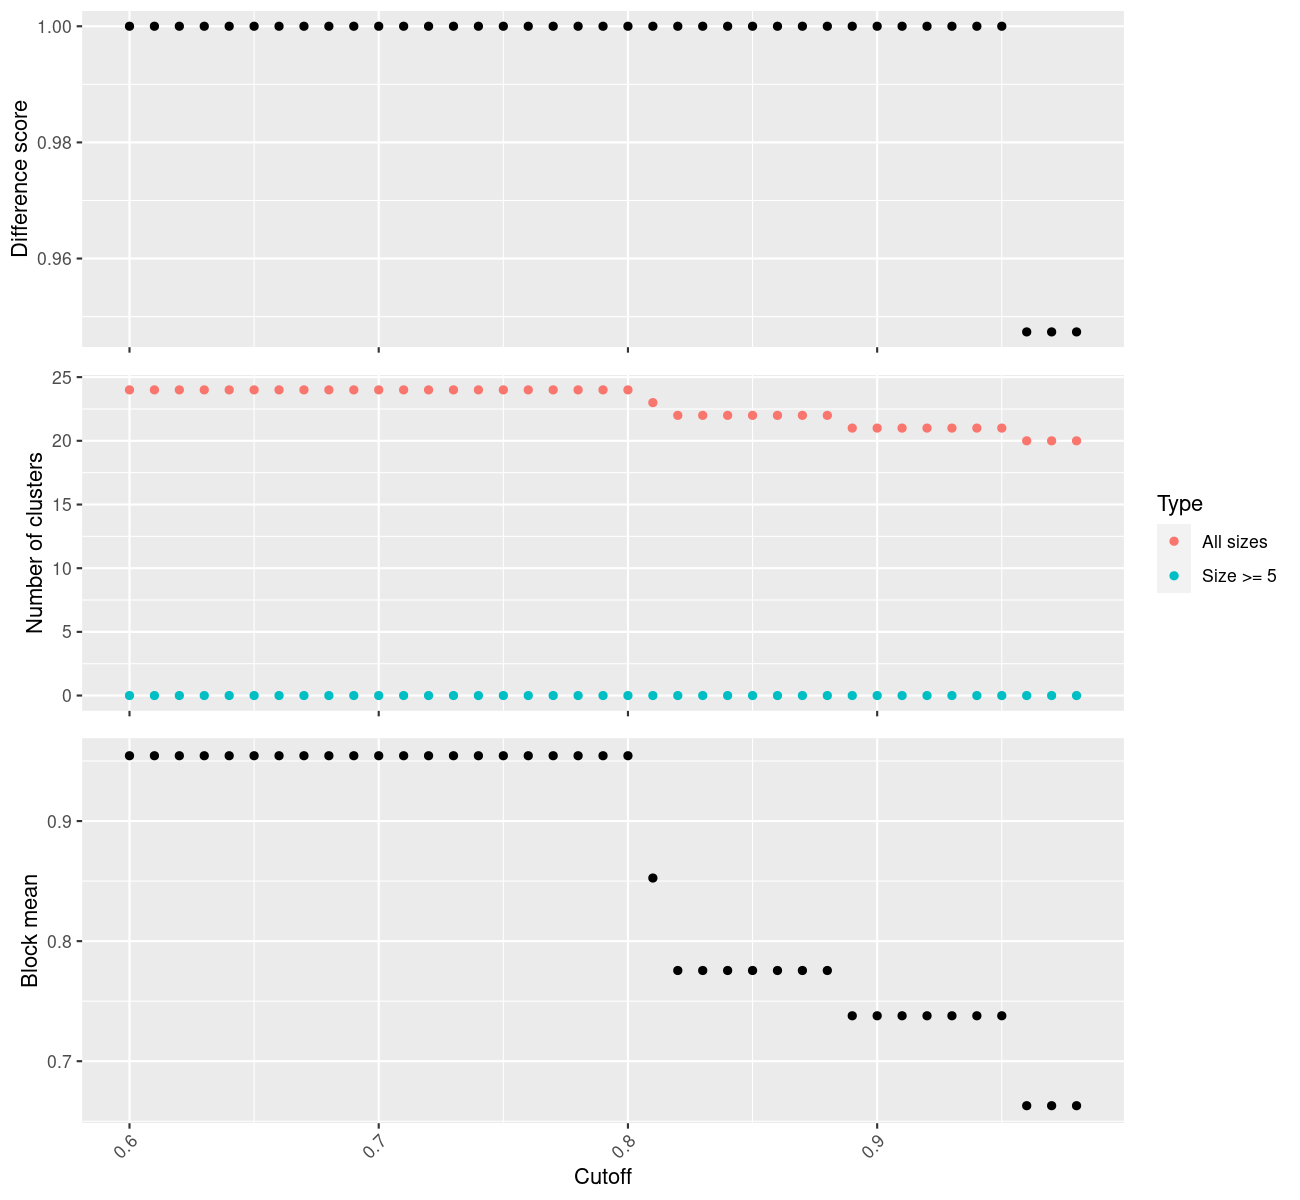 Difference score
1.00
0.98
0.96
Number of clusters
25
20
15
10
5
0
Block mean
0.9
0.8
0.7
0.6
0.7
0.8
0.9
Cutoff
Type
All sizes
Size >= 5